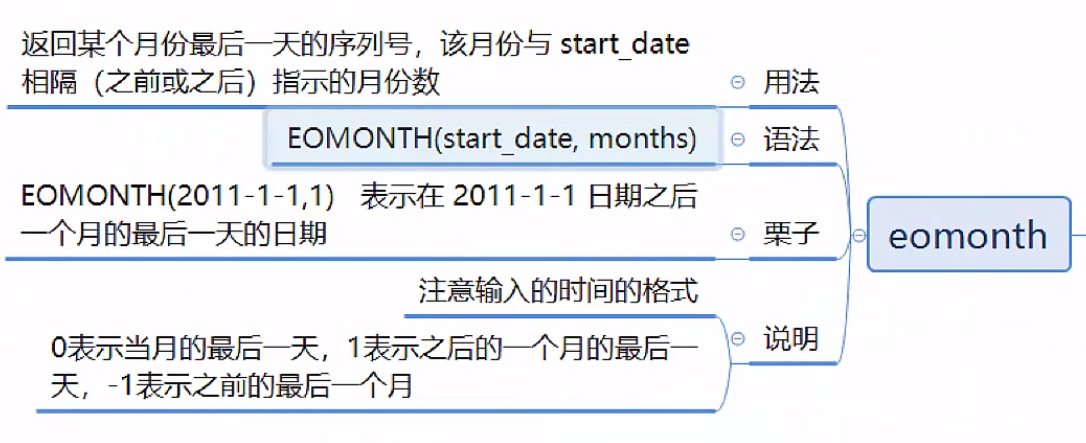 返回某个月份最后一天的序列号，该月份与 start_date
相隔（之前或之后）指示的月份数
用法
EOMONTH(start_date, months)
语法
EOMONTH(2011-1-1,1) 表示在 2011-1-1 日期之后
一个月的最后一天的日期
栗子
eomonth
注意输入的时间的格式
0表示当月的最后一天，1表示之后的一个月的最后一
天，-1表示之前的最后一个月
说明